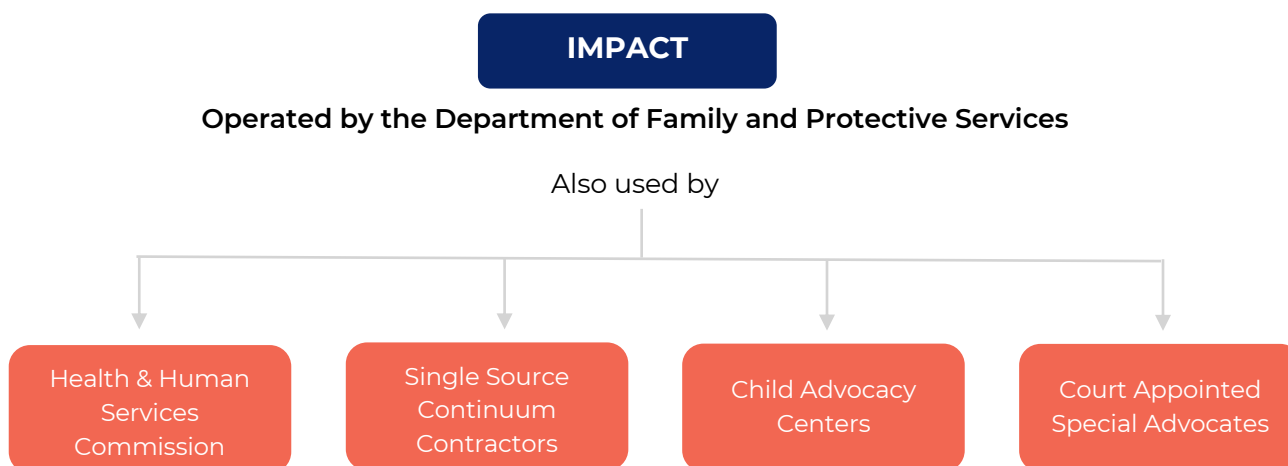 IMPACT
Operated by the Department of Family and Protective Services
Also used by
Health & Human
Services
Commission
Single Source
Continuum
Contractors
Child Advocacy
Centers
Court Appointed
Special Advocates